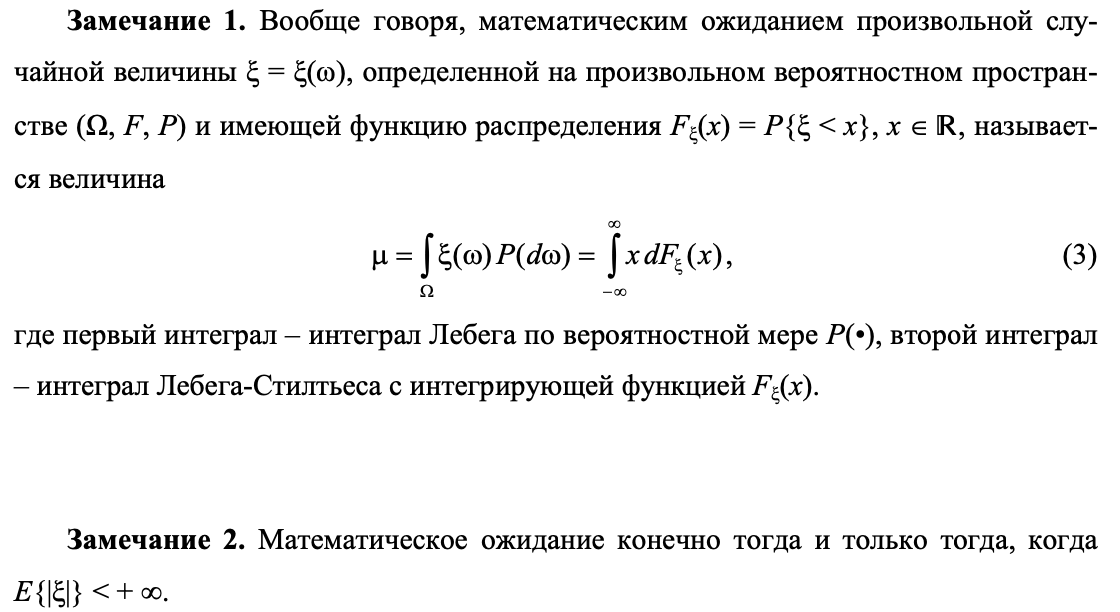 Замечание 1. Вообще говоря, математическим ожиданием произвольной слу-
чайной величины ξ = ξ(ω), определенной на произвольном вероятностном простран-
стве (Ω, F, P) и имеющей функцию распределения F_ξ(x) = P{ξ < x}, x ∈ ℝ, называет-
ся величина
μ = ∫_Ω ξ(ω) P(dω) = ∫_{−∞}^{∞} x dF_ξ(x), (3)
где первый интеграл – интеграл Лебега по вероятностной мере P(•), второй интеграл
– интеграл Лебега-Стилтьеса с интегрирующей функцией F_ξ(x).
Замечание 2. Математическое ожидание конечно тогда и только тогда, когда
E{|ξ|} < + ∞.